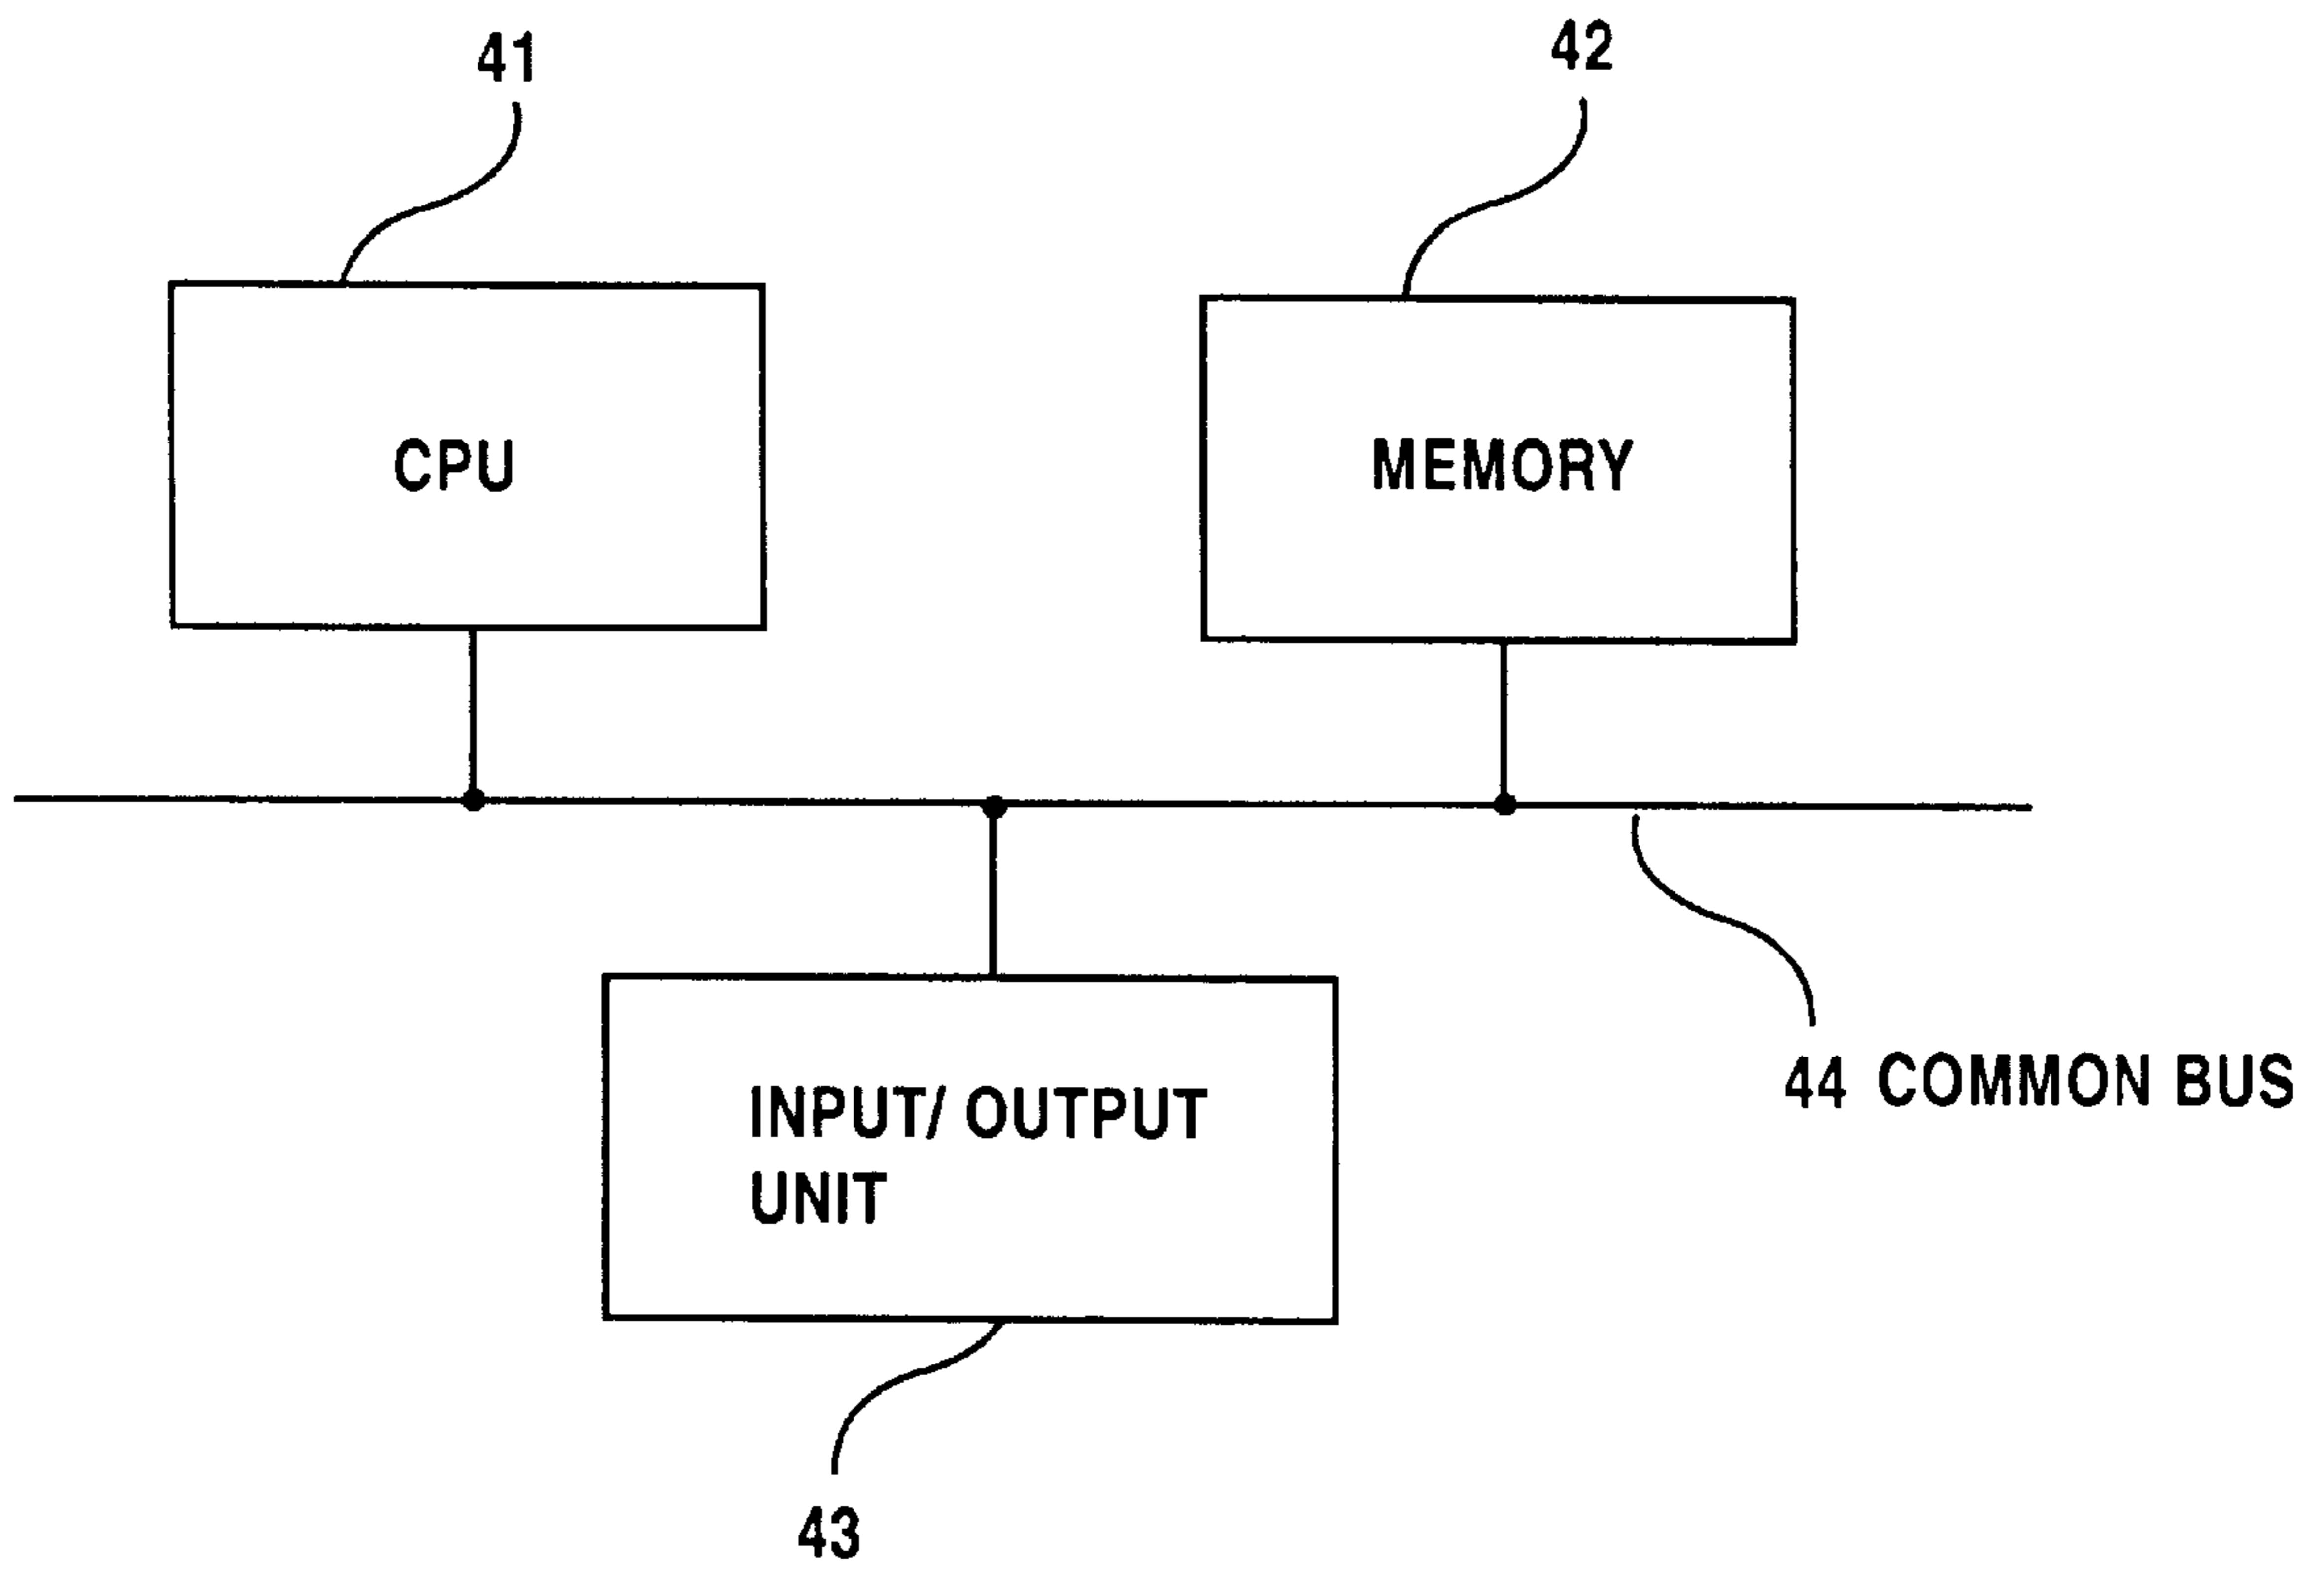 41
42
CPU
MEMORY
INPUT/ OUTPUT
UNIT
44 COMMON BUS
43